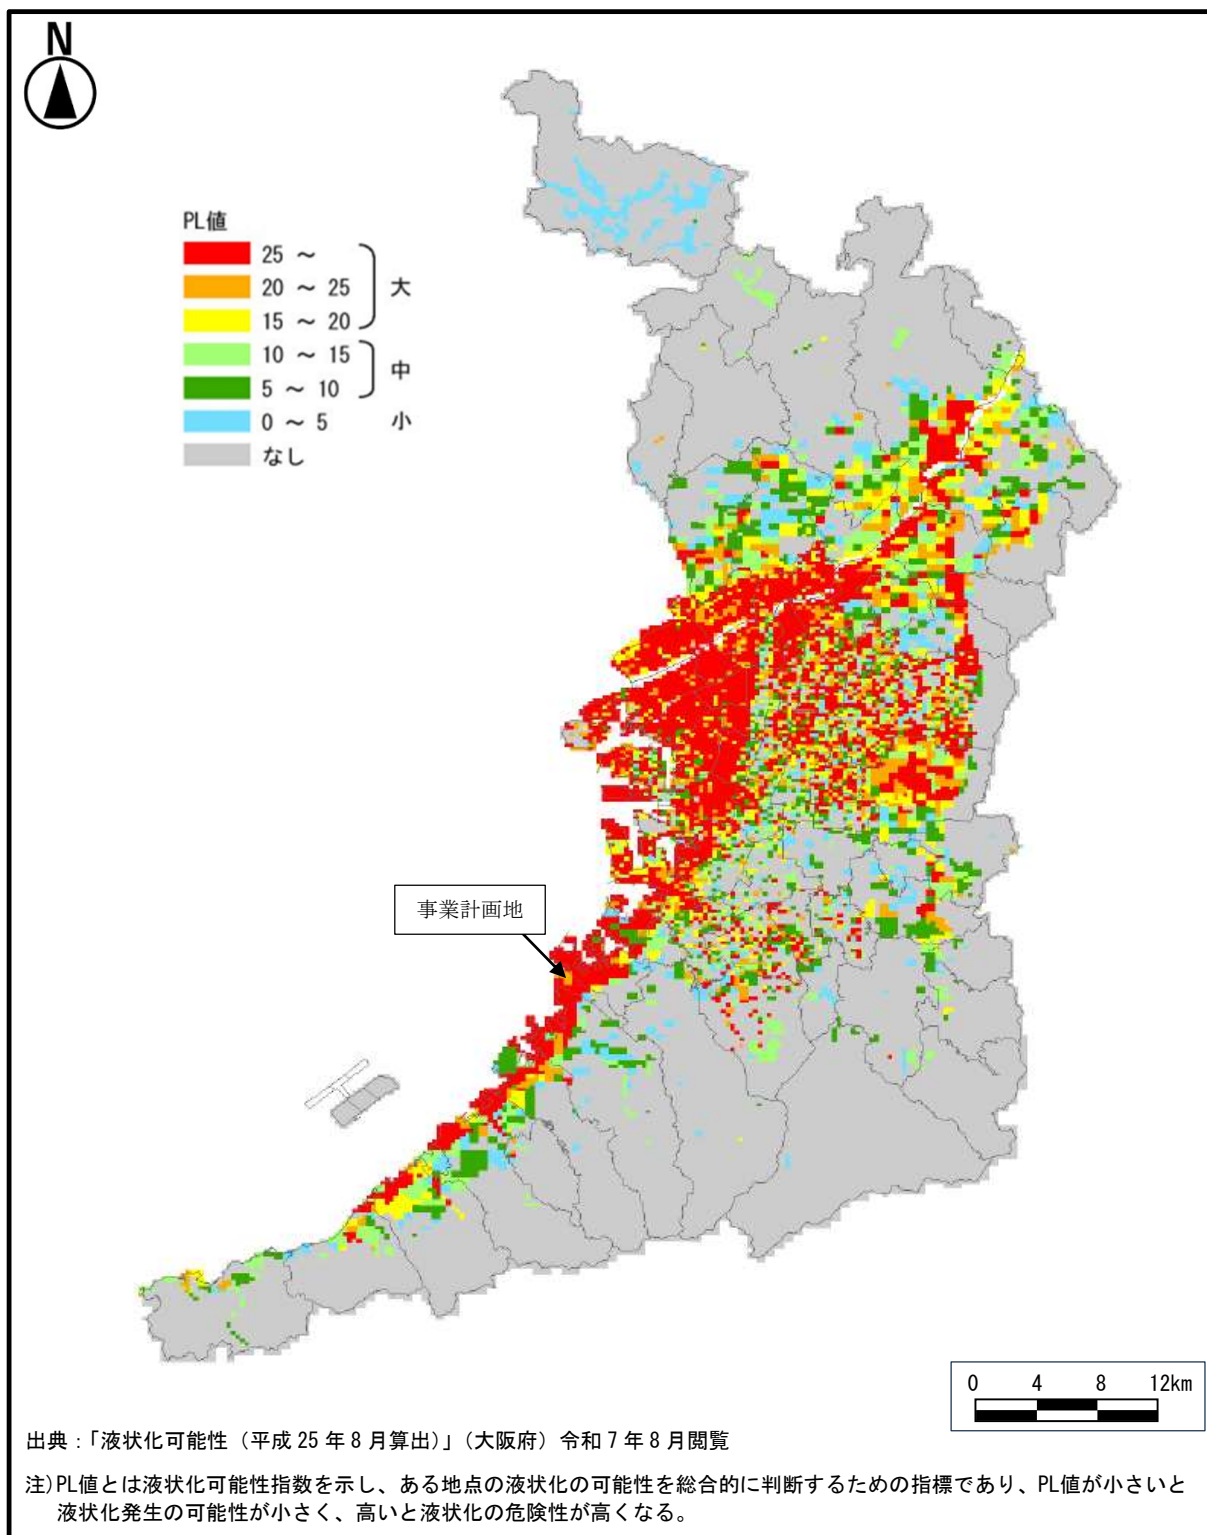 N
PL値
25 ～
20 ～ 25
大
15 ～ 20
10 ～ 15
中
5 ～ 10
0 ～ 5 小
なし
事業計画地
0 4 8 12km
出典：「液状化可能性（平成 25 年 8 月算出）」（大阪府）令和 7 年 8 月閲覧
注）PL値とは液状化可能性指数を示し、ある地点の液状化の可能性を総合的に判断するための指標であり、PL値が小さいと
液状化発生の可能性が小さく、高いと液状化の危険性が高くなる。